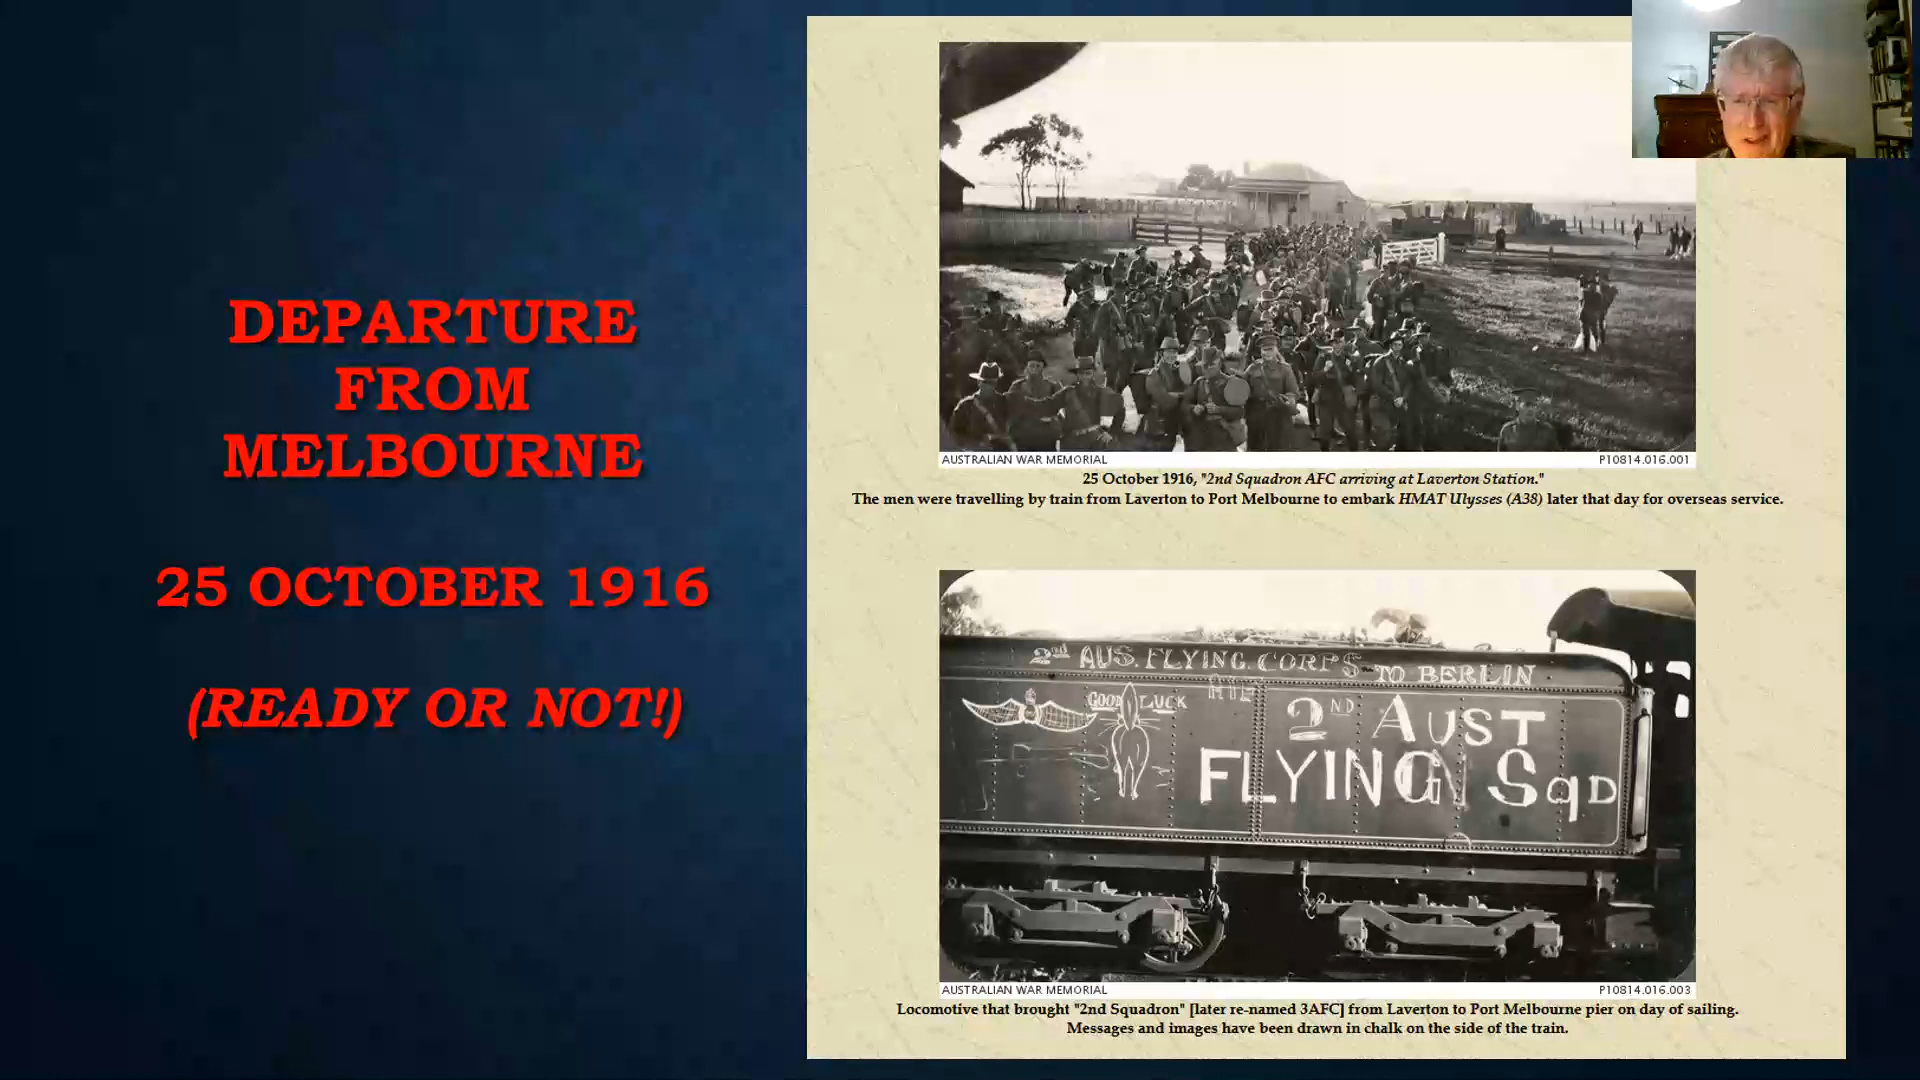 DEPARTURE
FROM
MELBOURNE
25 OCTOBER 1916
(READY OR NOT!)
AUSTRALIAN WAR MEMORIAL P10814.016.001
25 October 1916, "2nd Squadron AFC arriving at Laverton Station."
The men were travelling by train from Laverton to Port Melbourne to embark HMAT Ulysses (A38) later that day for overseas service.
2nd AUS. FLYING. CORPS TO BERLIN
AIF
GOOD LUCK
2ND AUST
FLYING SqD
AUSTRALIAN WAR MEMORIAL P10814.016.003
Locomotive that brought "2nd Squadron" [later re-named 3AFC] from Laverton to Port Melbourne pier on day of sailing.
Messages and images have been drawn in chalk on the side of the train.